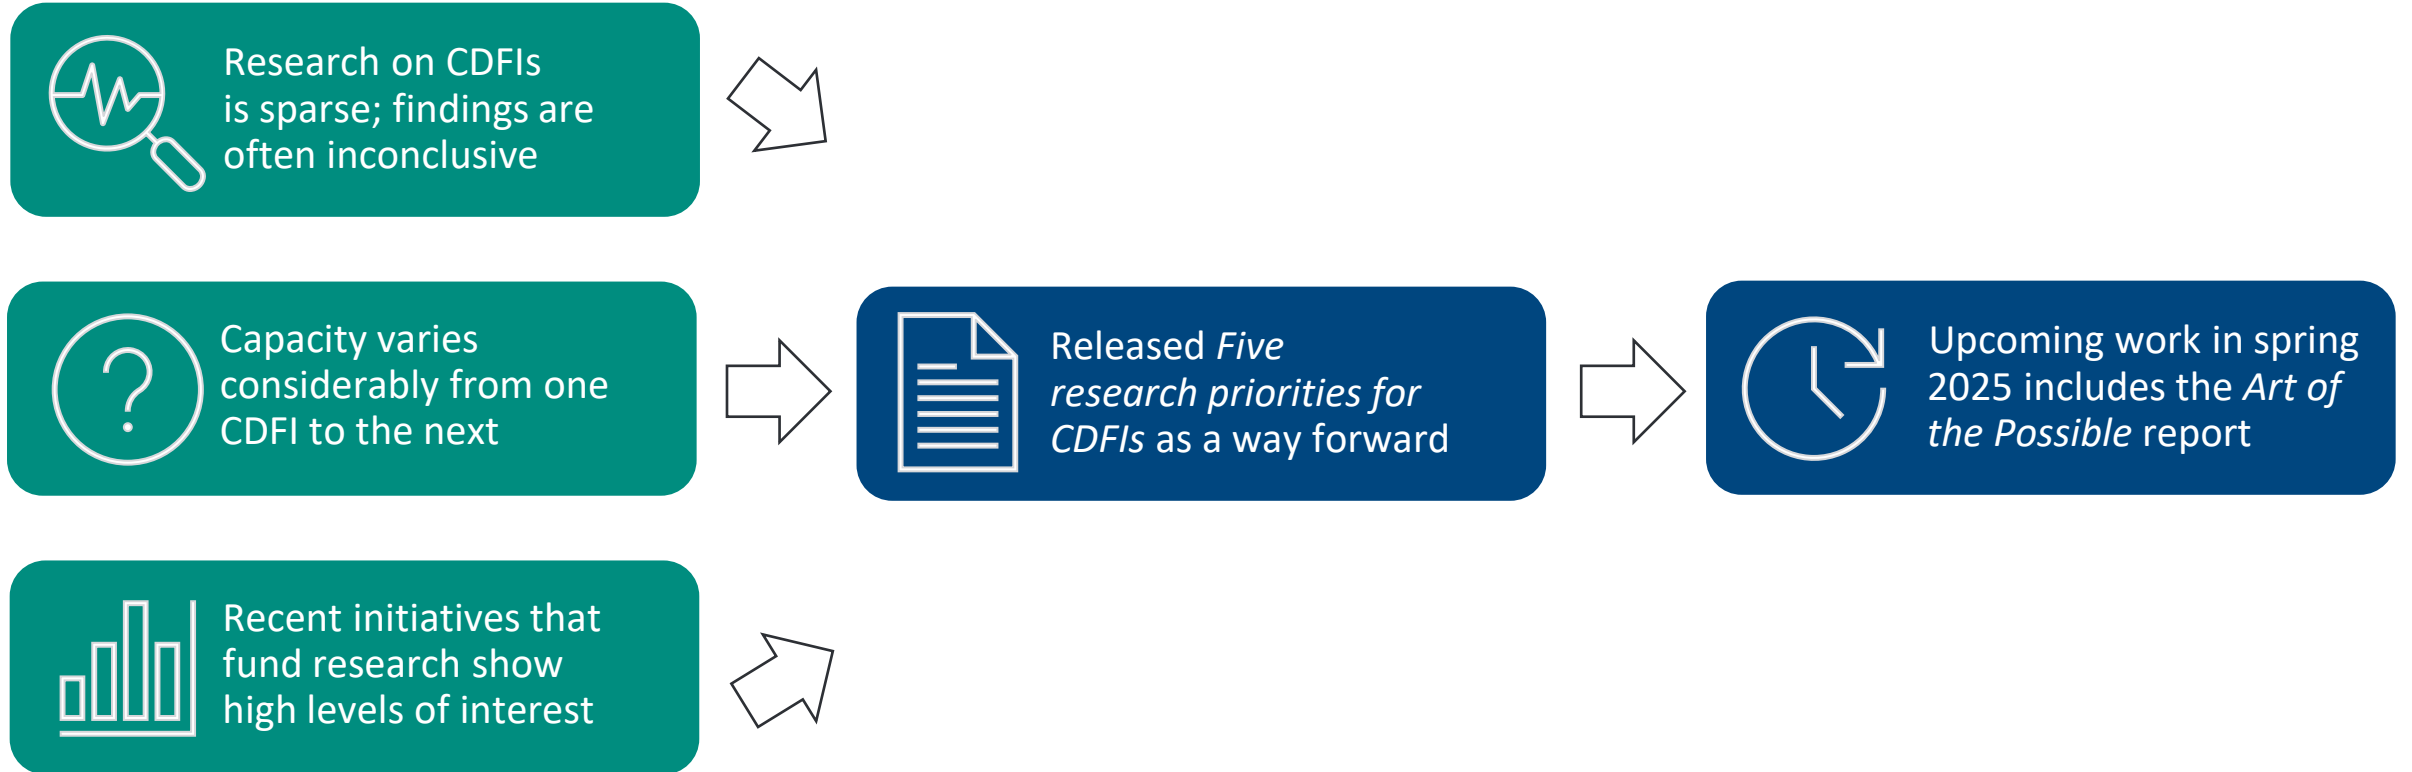 Research on CDFIs
is sparse; findings are
often inconclusive
Capacity varies
considerably from one
CDFI to the next
Recent initiatives that
fund research show
high levels of interest
Released Five
research priorities for
CDFIs as a way forward
Upcoming work in spring
2025 includes the Art of
the Possible report